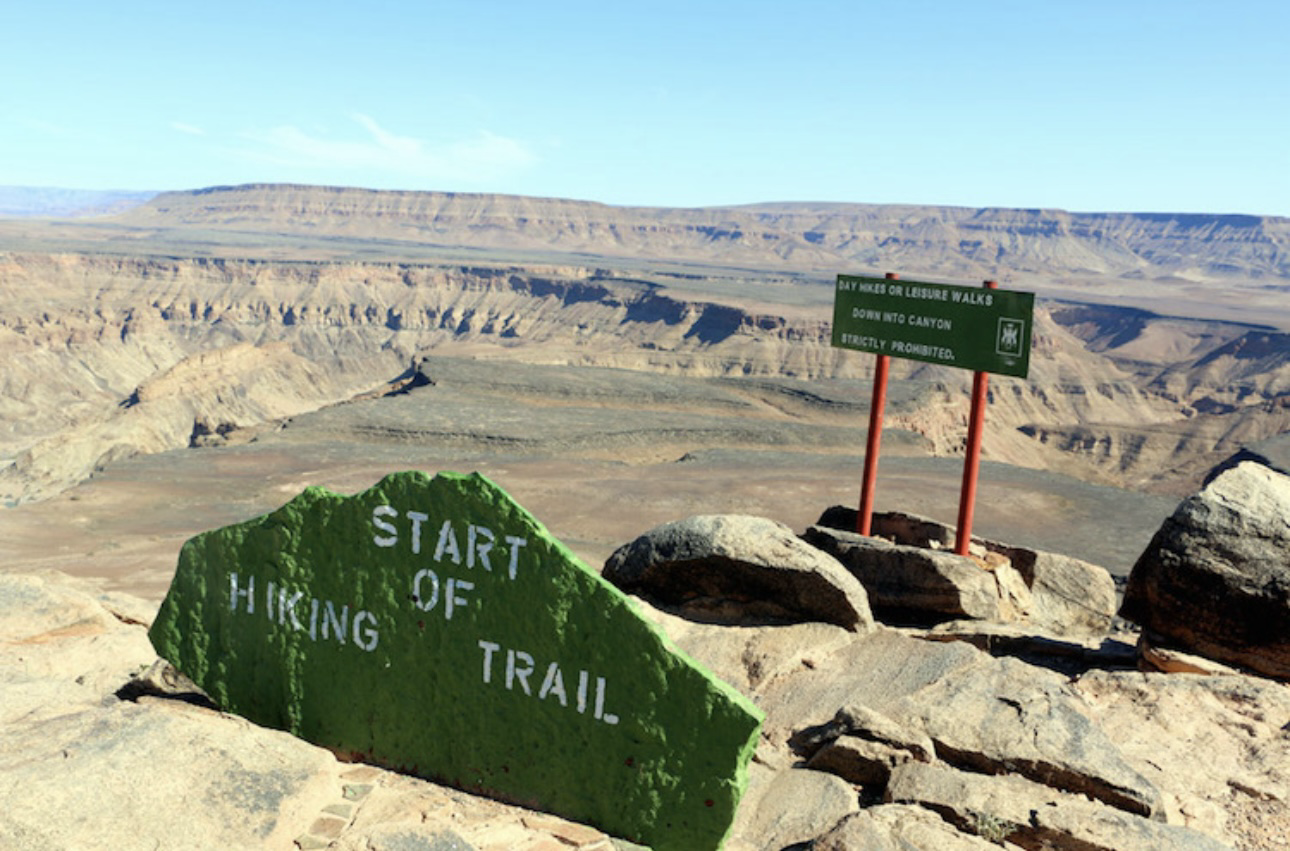 START
OF
HIKING
TRAIL
DAY HIKES OR LEISURE WALKS
DOWN INTO CANYON
STRICTLY PROHIBITED.